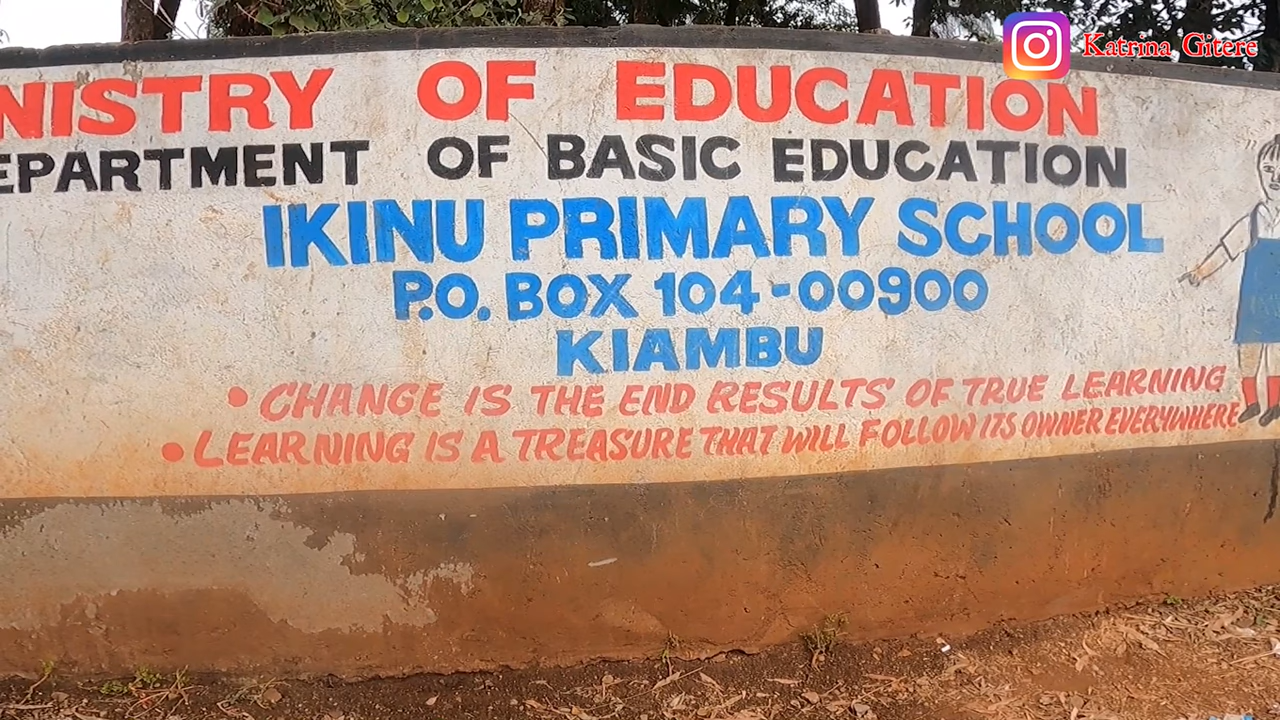 Katrina Gitere
NISTRY OF EDUCATION
EPARTMENT OF BASIC EDUCATION
IKINU PRIMARY SCHOOL
P.O. BOX 104-00900
KIAMBU
• CHANGE IS THE END RESULTS OF TRUE LEARNING
• LEARNING IS A TREASURE THAT WILL FOLLOW ITS OWNER EVERYWHERE